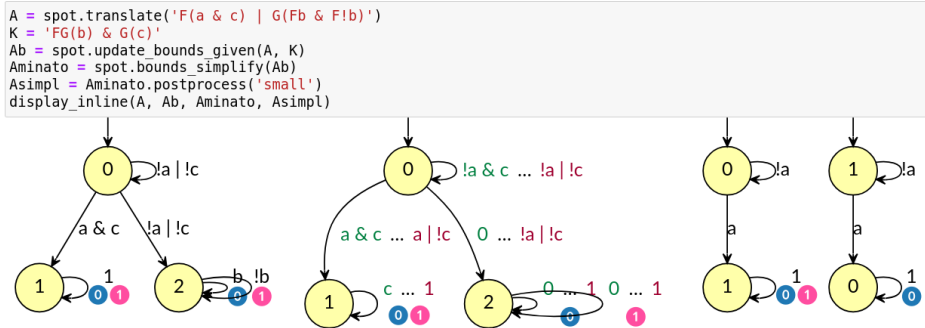 A = spot.translate('F(a & c) | G(Fb & F!b)')
K = 'FG(b) & G(c)'
Ab = spot.update_bounds_given(A, K)
Aminato = spot.bounds_simplify(Ab)
Asimpl = Aminato.postprocess('small')
display_inline(A, Ab, Aminato, Asimpl)
0 !a | !c
a & c !a | !c
1 1 0 1
2 b !b 0 1
0 !a & c ... !a | !c
a & c ... a | !c 0 ... !a | !c
1 c ... 1 0 1
2 0 ... 1 0 ... 1 0 1
0 !a
a
1 1 0 1
1 !a
a
0 1 0